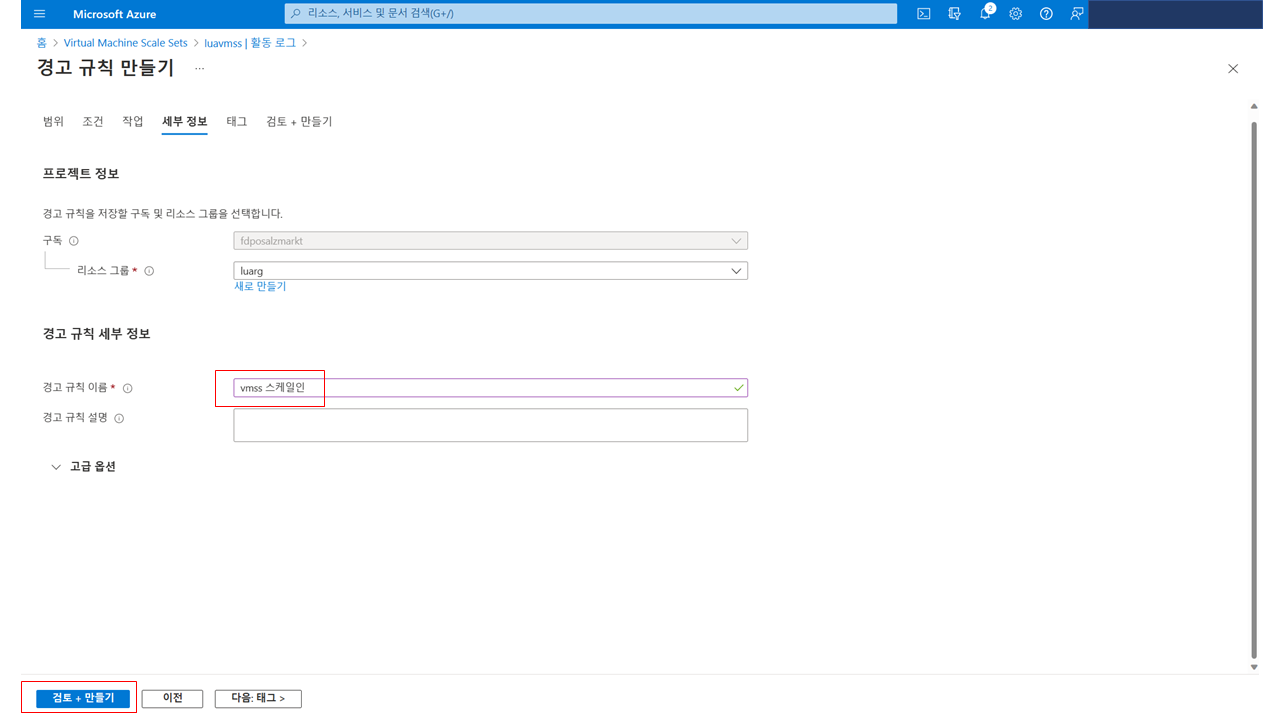 Microsoft Azure
리소스, 서비스 및 문서 검색(G+/)
2
홈 > Virtual Machine Scale Sets > luavmss | 활동 로그 >
경고 규칙 만들기 ...
범위 조건 작업 세부 정보 태그 검토 + 만들기
프로젝트 정보
경고 규칙을 저장할 구독 및 리소스 그룹을 선택합니다.
구독
fdposalzmarkt
리소스 그룹 *
luarg
새로 만들기
경고 규칙 세부 정보
경고 규칙 이름 *
vmss 스케일인
경고 규칙 설명
고급 옵션
검토 + 만들기 이전 다음: 태그 >